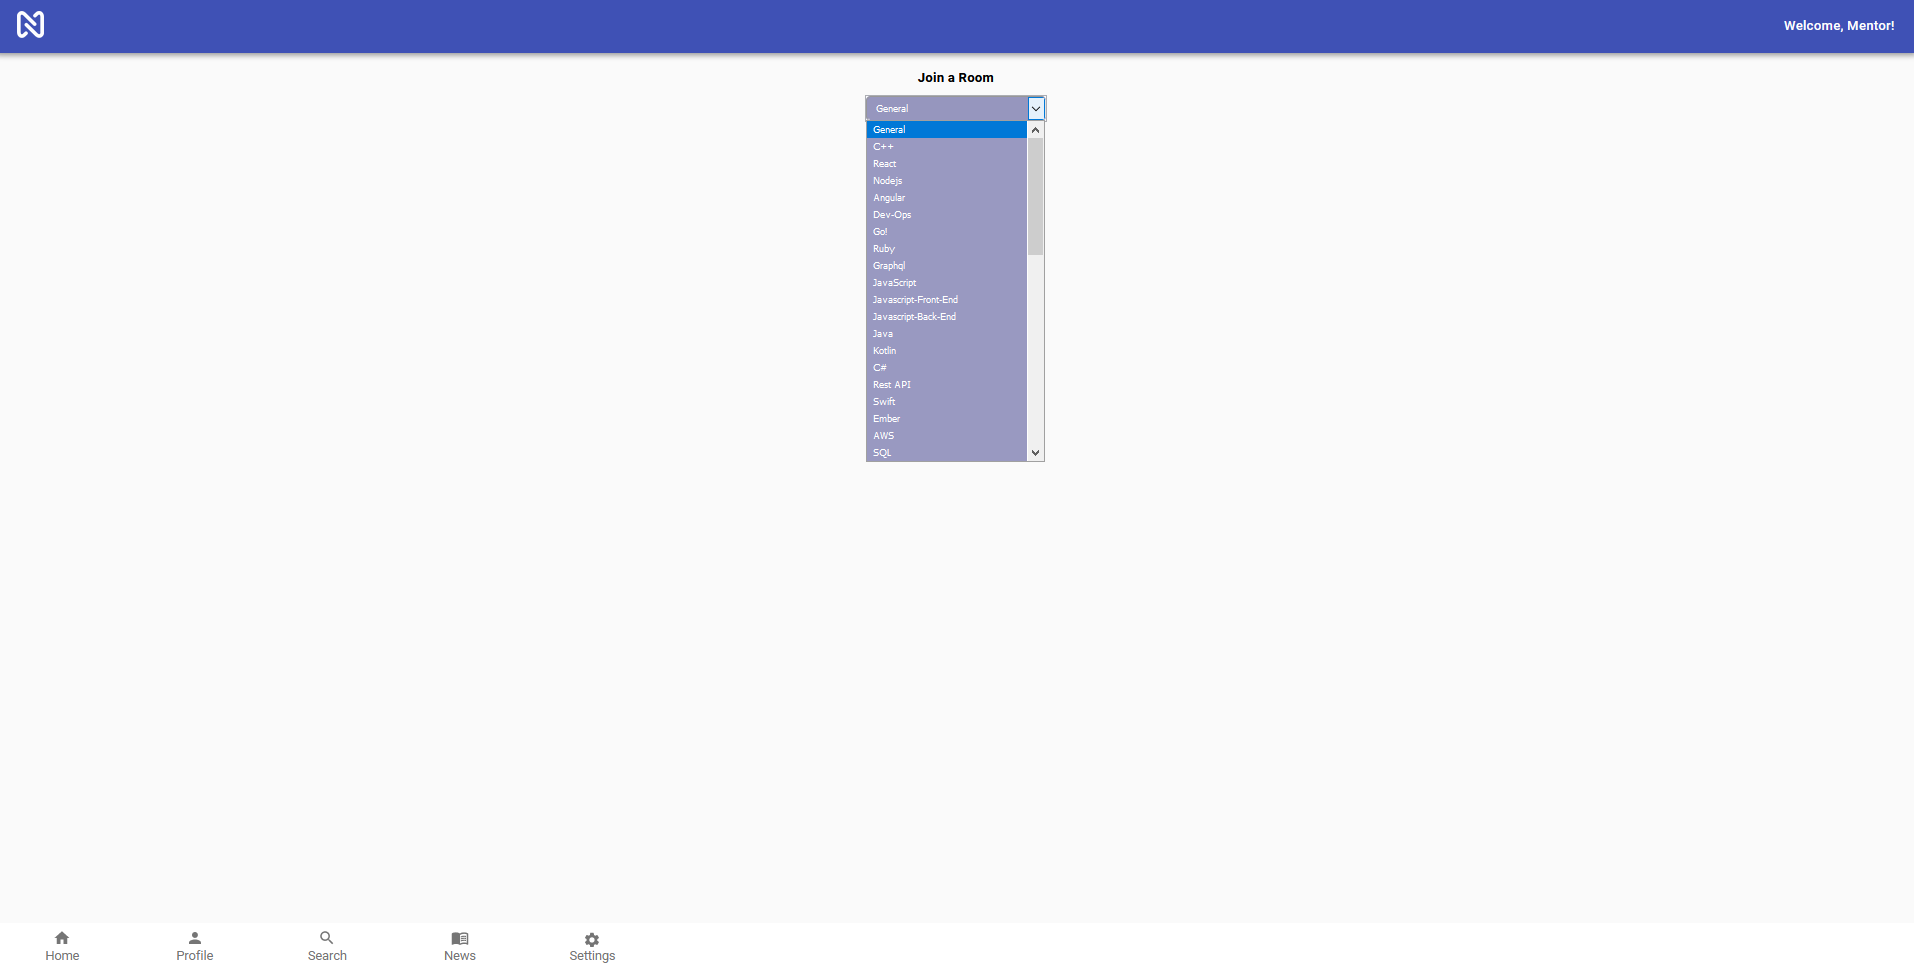 Welcome, Mentor!
Join a Room
General
General
C++
React
Nodejs
Angular
Dev-Ops
Go!
Ruby
Graphql
JavaScript
Javascript-Front-End
Javascript-Back-End
Java
Kotlin
C#
Rest API
Swift
Ember
AWS
SQL
Home Profile Search News Settings